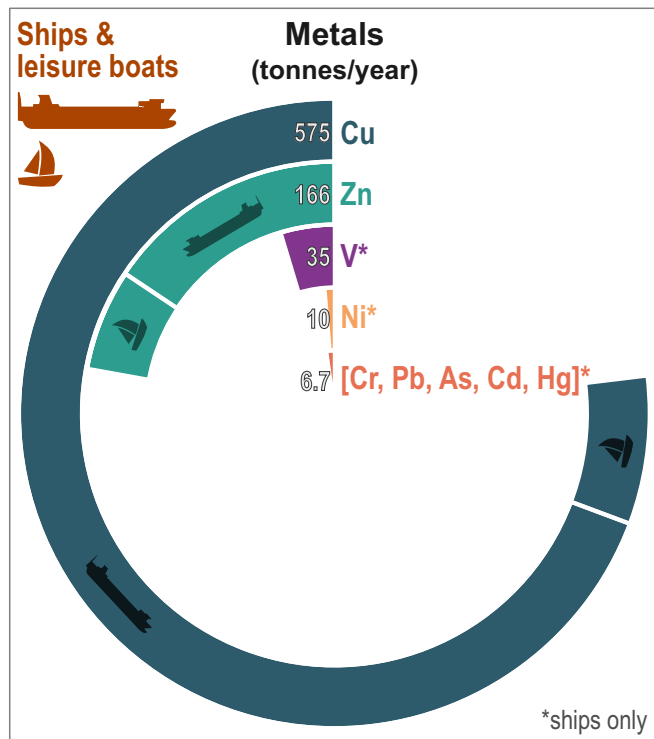 Ships &
leisure boats
Metals
(tonnes/year)
575 Cu
166 Zn
35 V*
10 Ni*
6.7 [Cr, Pb, As, Cd, Hg]*
*ships only